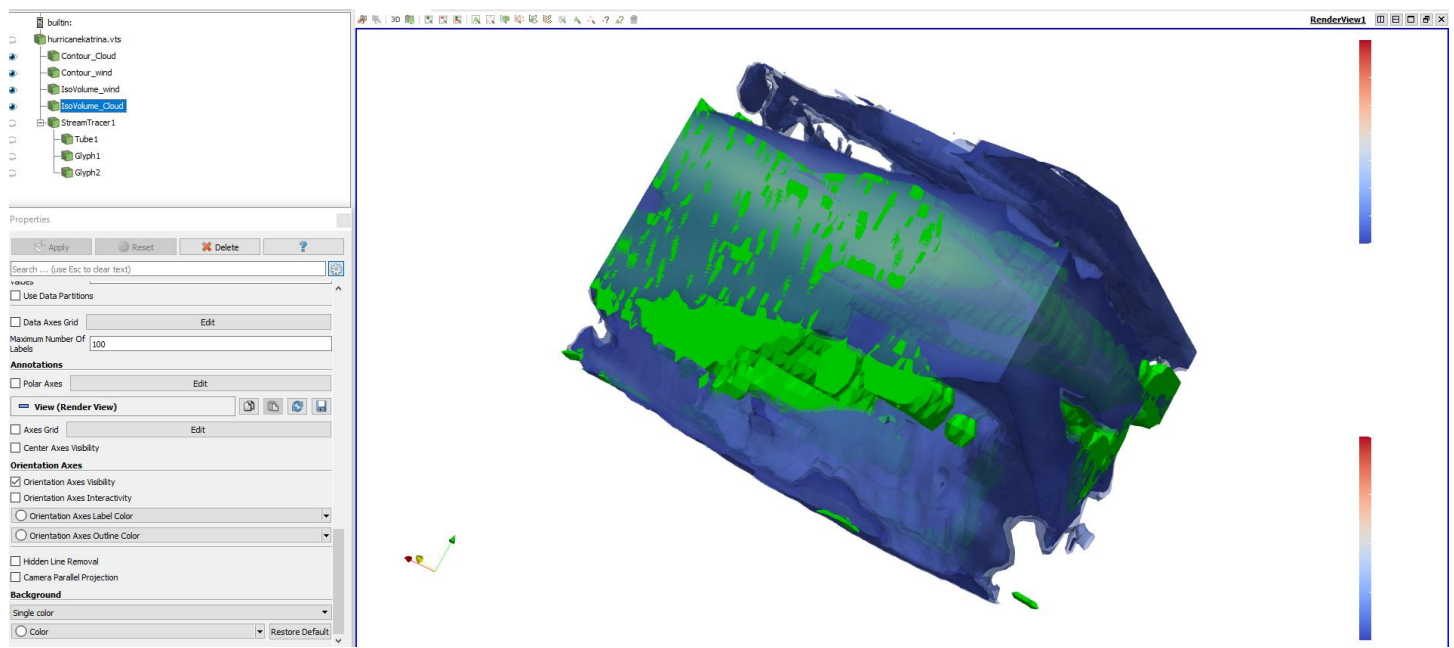 builtin:
hurricanekatrina.vts
Contour_Cloud
Contour_wind
IsoVolume_wind
IsoVolume_Cloud
StreamTracer1
Tube1
Glyph1
Glyph2
3D
RenderView1
Properties
Apply Reset Delete ?
Search ... (use Esc to clear text)
Values
Use Data Partitions
Data Axes Grid Edit
Maximum Number Of
Labels
100
Annotations
Polar Axes Edit
View (Render View)
Axes Grid Edit
Center Axes Visibility
Orientation Axes
Orientation Axes Visibility
Orientation Axes Interactivity
Orientation Axes Label Color
Orientation Axes Outline Color
Hidden Line Removal
Camera Parallel Projection
Background
Single color
Color Restore Default